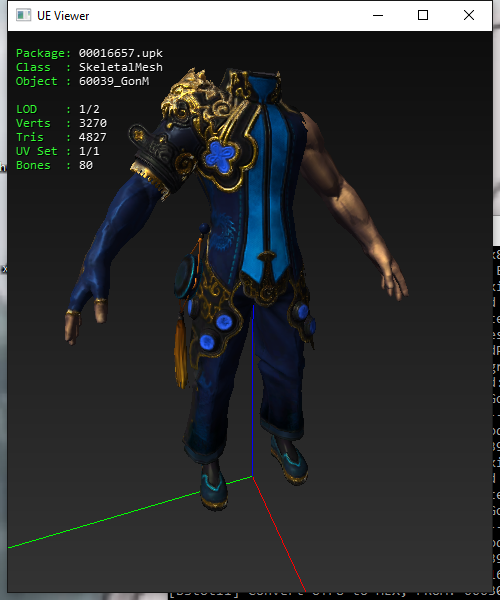 UE Viewer
Package: 00016657.upk
Class : SkeletalMesh
Object : 60039_GonM
LOD : 1/2
Verts : 3270
Tris : 4827
UV Set : 1/1
Bones : 80